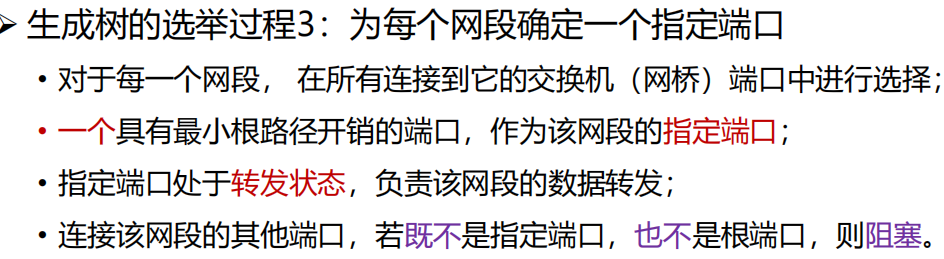 ➢ 生成树的选举过程3：为每个网段确定一个指定端口
• 对于每一个网段， 在所有连接到它的交换机（网桥）端口中进行选择；
• 一个具有最小根路径开销的端口，作为该网段的指定端口；
• 指定端口处于转发状态，负责该网段的数据转发；
• 连接该网段的其他端口，若既不是指定端口，也不是根端口，则阻塞。